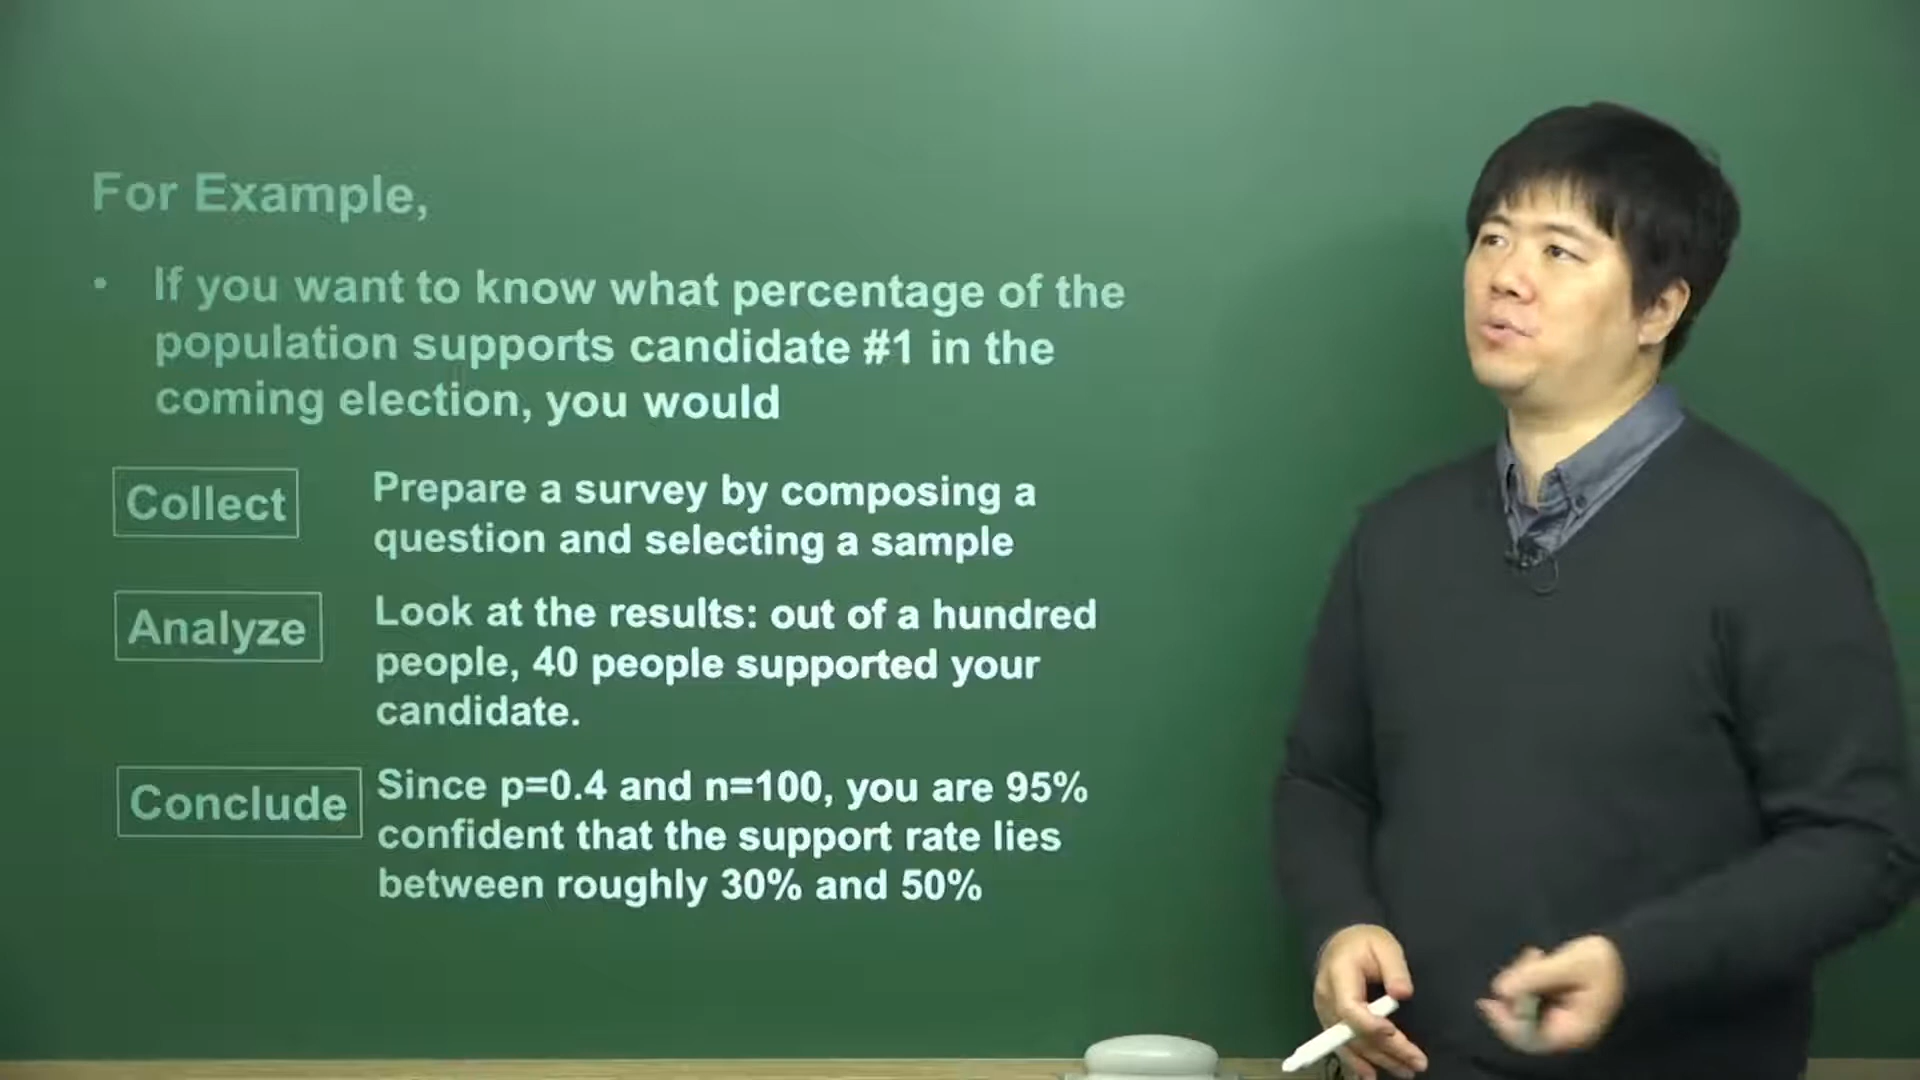 For Example,
• If you want to know what percentage of the
population supports candidate #1 in the
coming election, you would
Collect
Prepare a survey by composing a
question and selecting a sample
Analyze
Look at the results: out of a hundred
people, 40 people supported your
candidate.
Conclude
Since p=0.4 and n=100, you are 95%
confident that the support rate lies
between roughly 30% and 50%